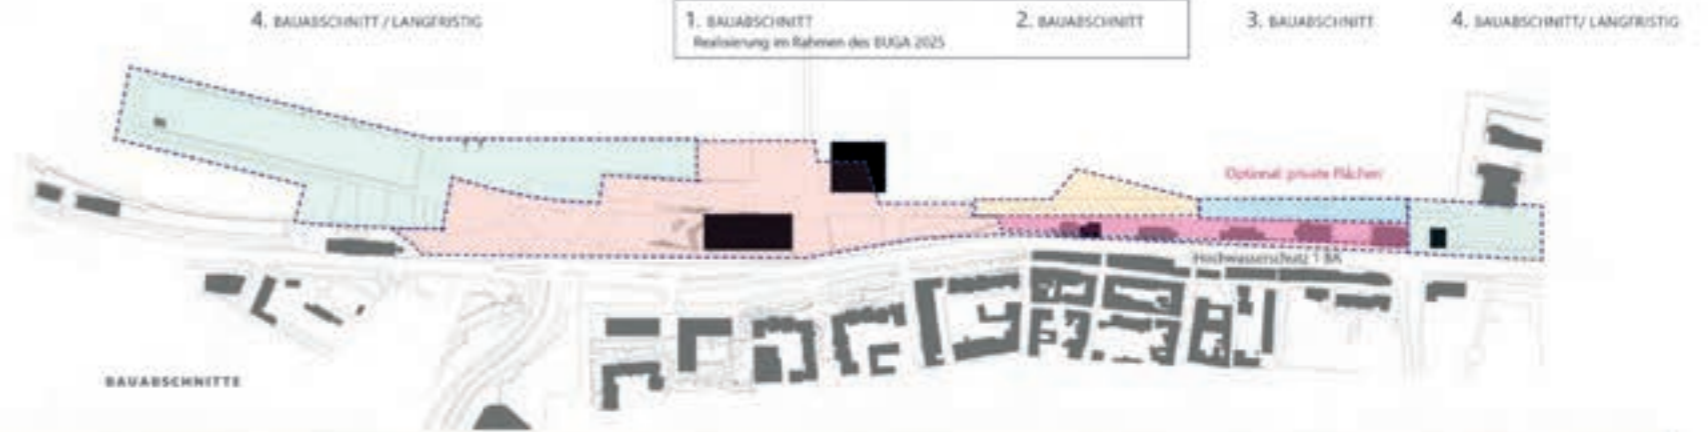 4. BAUABSCHNITT / LANGFRISTIG
1. BAUABSCHNITT
Realisierung im Rahmen des BUGA 2025
2. BAUABSCHNITT
3. BAUABSCHNITT
4. BAUABSCHNITT/ LANGFRISTIG
Optional: private Flächen
Hochwasserschutz 1 BA
BAUABSCHNITTE